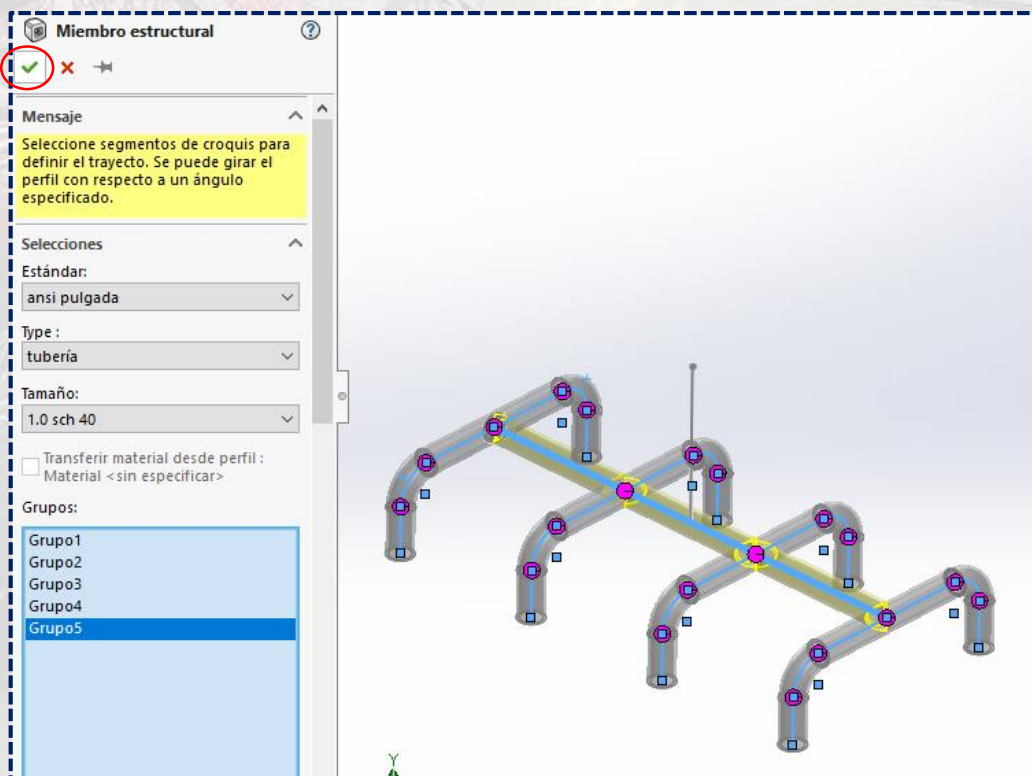 Miembro estructural
Mensaje
Seleccione segmentos de croquis para
definir el trayecto. Se puede girar el
perfil con respecto a un ángulo
especificado.
Selecciones
Estándar:
ansi pulgada
Type :
tubería
Tamaño:
1.0 sch 40
Transferir material desde perfil :
Material <sin especificar>
Grupos:
Grupo1
Grupo2
Grupo3
Grupo4
Grupo5
Y